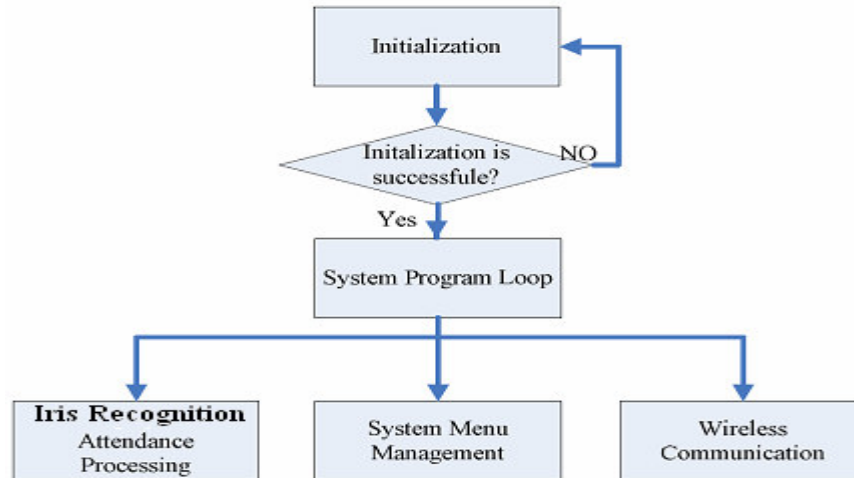 Initialization
Initalization is
successfule?
NO
Yes
System Program Loop
Iris Recognition
Attendance
Processing
System Menu
Management
Wireless
Communication